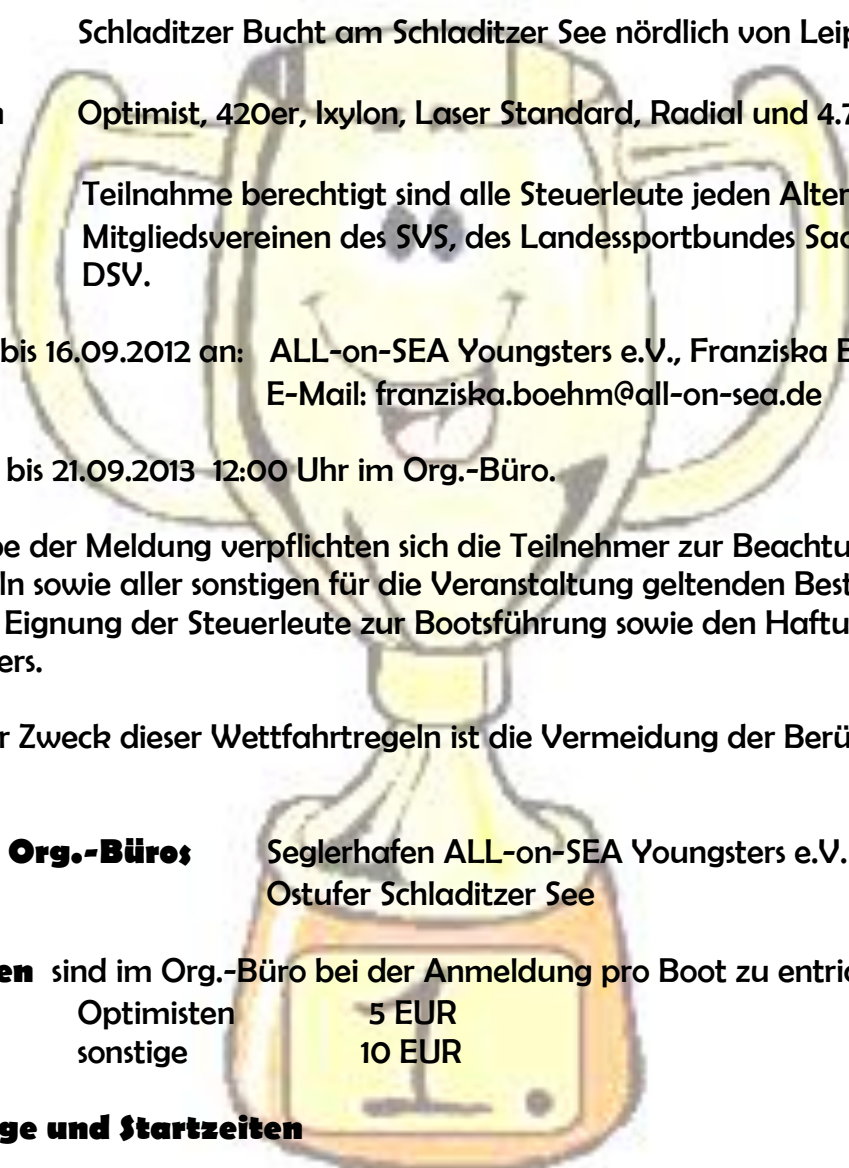 Schladitzer Bucht am Schladitzer See nördlich von Leip
n Optimist, 420er, Ixylon, Laser Standard, Radial und 4.7
Teilnahme berechtigt sind alle Steuerleute jeden Alter
Mitgliedsvereinen des SVS, des Landessportbundes Sac
DSV.
bis 16.09.2012 an: ALL-on-SEA Youngsters e.V., Franziska B
E-Mail: franziska.boehm@all-on-sea.de
bis 21.09.2013 12:00 Uhr im Org.-Büro.
be der Meldung verpflichten sich die Teilnehmer zur Beachtu
ln sowie aller sonstigen für die Veranstaltung geltenden Best
Eignung der Steuerleute zur Bootsführung sowie den Haftu
ers.
r Zweck dieser Wettfahrtregeln ist die Vermeidung der Berü
Org.-Büros Seglerhafen ALL-on-SEA Youngsters e.V.
Ostufer Schladitzer See
en sind im Org.-Büro bei der Anmeldung pro Boot zu entric
Optimisten 5 EUR
sonstige 10 EUR
1.
ge und Startzeiten